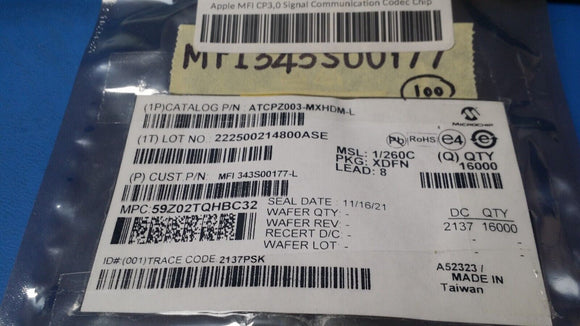 Apple MFI CP3,0 Signal Communication Codec Chip
MFI343S00177
100
(1P)CATALOG P/N: ATCPZ003-MXHDM-L
MICROCHIP
(1T) LOT NO: 222500214800ASE
Pb RoHS e4 e
MSL: 1/260C (Q) QTY
PKG: XDFN 16000
LEAD: 8
(P) CUST.P/N: MFI 343S00177-L
MPC:59Z02TQHBC32
SEAL DATE: 11/16/21
WAFER QTY: -
WAFER REV: -
RECERT D/C: -
WAFER LOT: -
DC QTY
2137 16000
ID#:(001)TRACE CODE: 2137PSK
A52323 /
MADE IN
Taiwan